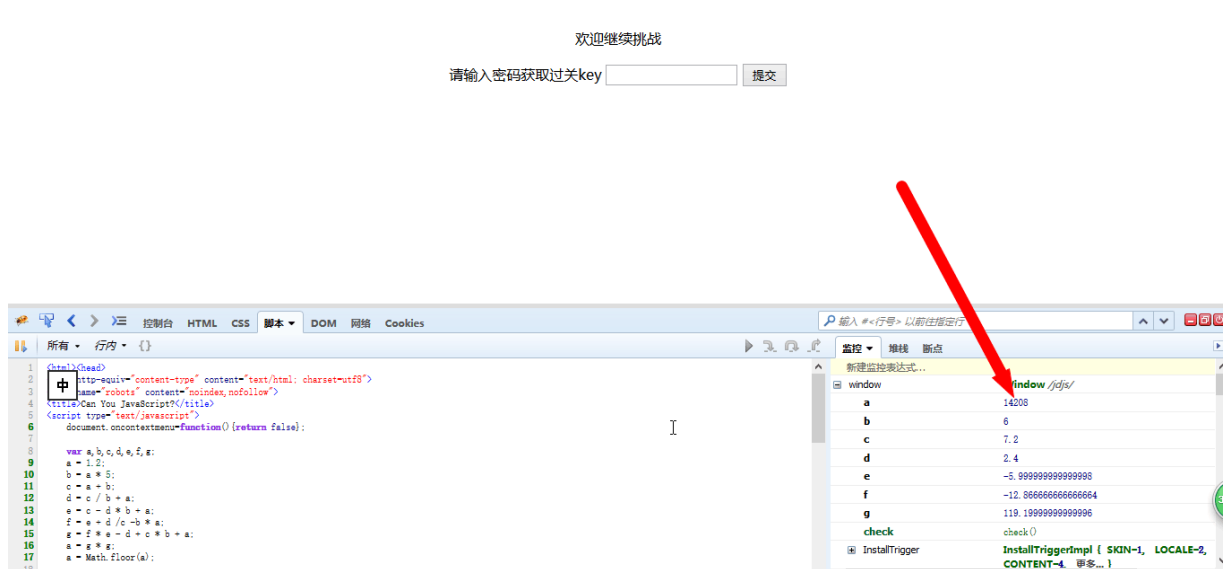 欢迎继续挑战
请输入密码获取过关key 提交
控制台 HTML CSS 脚本 DOM 网络 Cookies
输入 #<行号> 以前往指定行
所有 行内 {}
监控 堆栈 断点
1 <html><head>
2 http-equiv="content-type" content="text/html; charset=utf8">
中
3 name="robots" content="noindex,nofollow">
4 <title>Can You JavaScript?</title>
5 <script type="text/javascript">
6 document.oncontextmenu=function(){return false};
7
8 var a,b,c,d,e,f,g;
9 a = 1.2;
10 b = a * 5;
11 c = a + b;
12 d = c / b + a;
13 e = c - d * b + a;
14 f = e + d /c -b * a;
15 g = f * e - d + c * b + a;
16 a = g * g;
17 a = Math.floor(a);
新建监控表达式...
window Window /jdjs/
a 14208
b 6
c 7.2
d 2.4
e -5.999999999999998
f -12.866666666666664
g 119.19999999999996
check check()
InstallTrigger InstallTriggerImpl { SKIN=1, LOCALE=2,
CONTENT=4, 更多... }